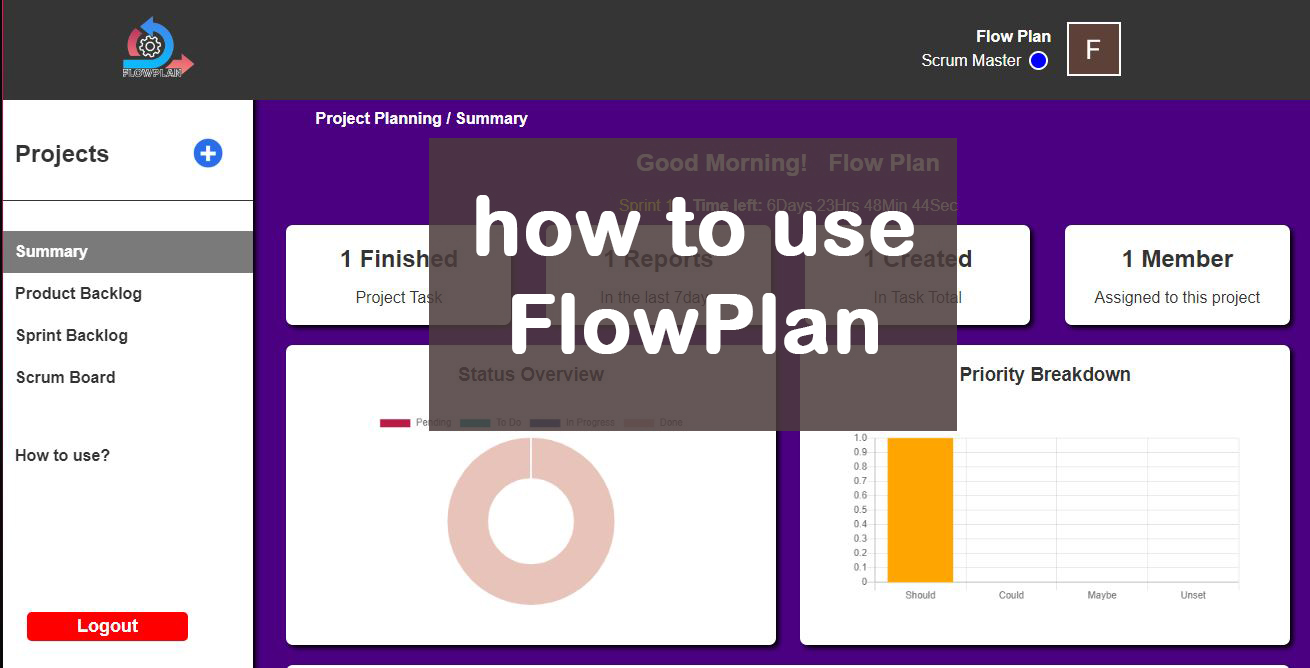 FLOWPLAN
Flow Plan
Scrum Master
F
Projects
Project Planning / Summary
Good Morning! Flow Plan
Sprint 1 Time left: 6Days 23Hrs 48Min 44Sec
how to use
FlowPlan
Summary
Product Backlog
Sprint Backlog
Scrum Board
How to use?
Logout
1 Finished
Project Task
1 Reports
In the last 7days
1 Created
In Task Total
1 Member
Assigned to this project
Status Overview
Pending To Do In Progress Done
Priority Breakdown
1.0
0.9
0.8
0.7
0.6
0.5
0.4
0.3
0.2
0.1
0
Should Could Maybe Unset